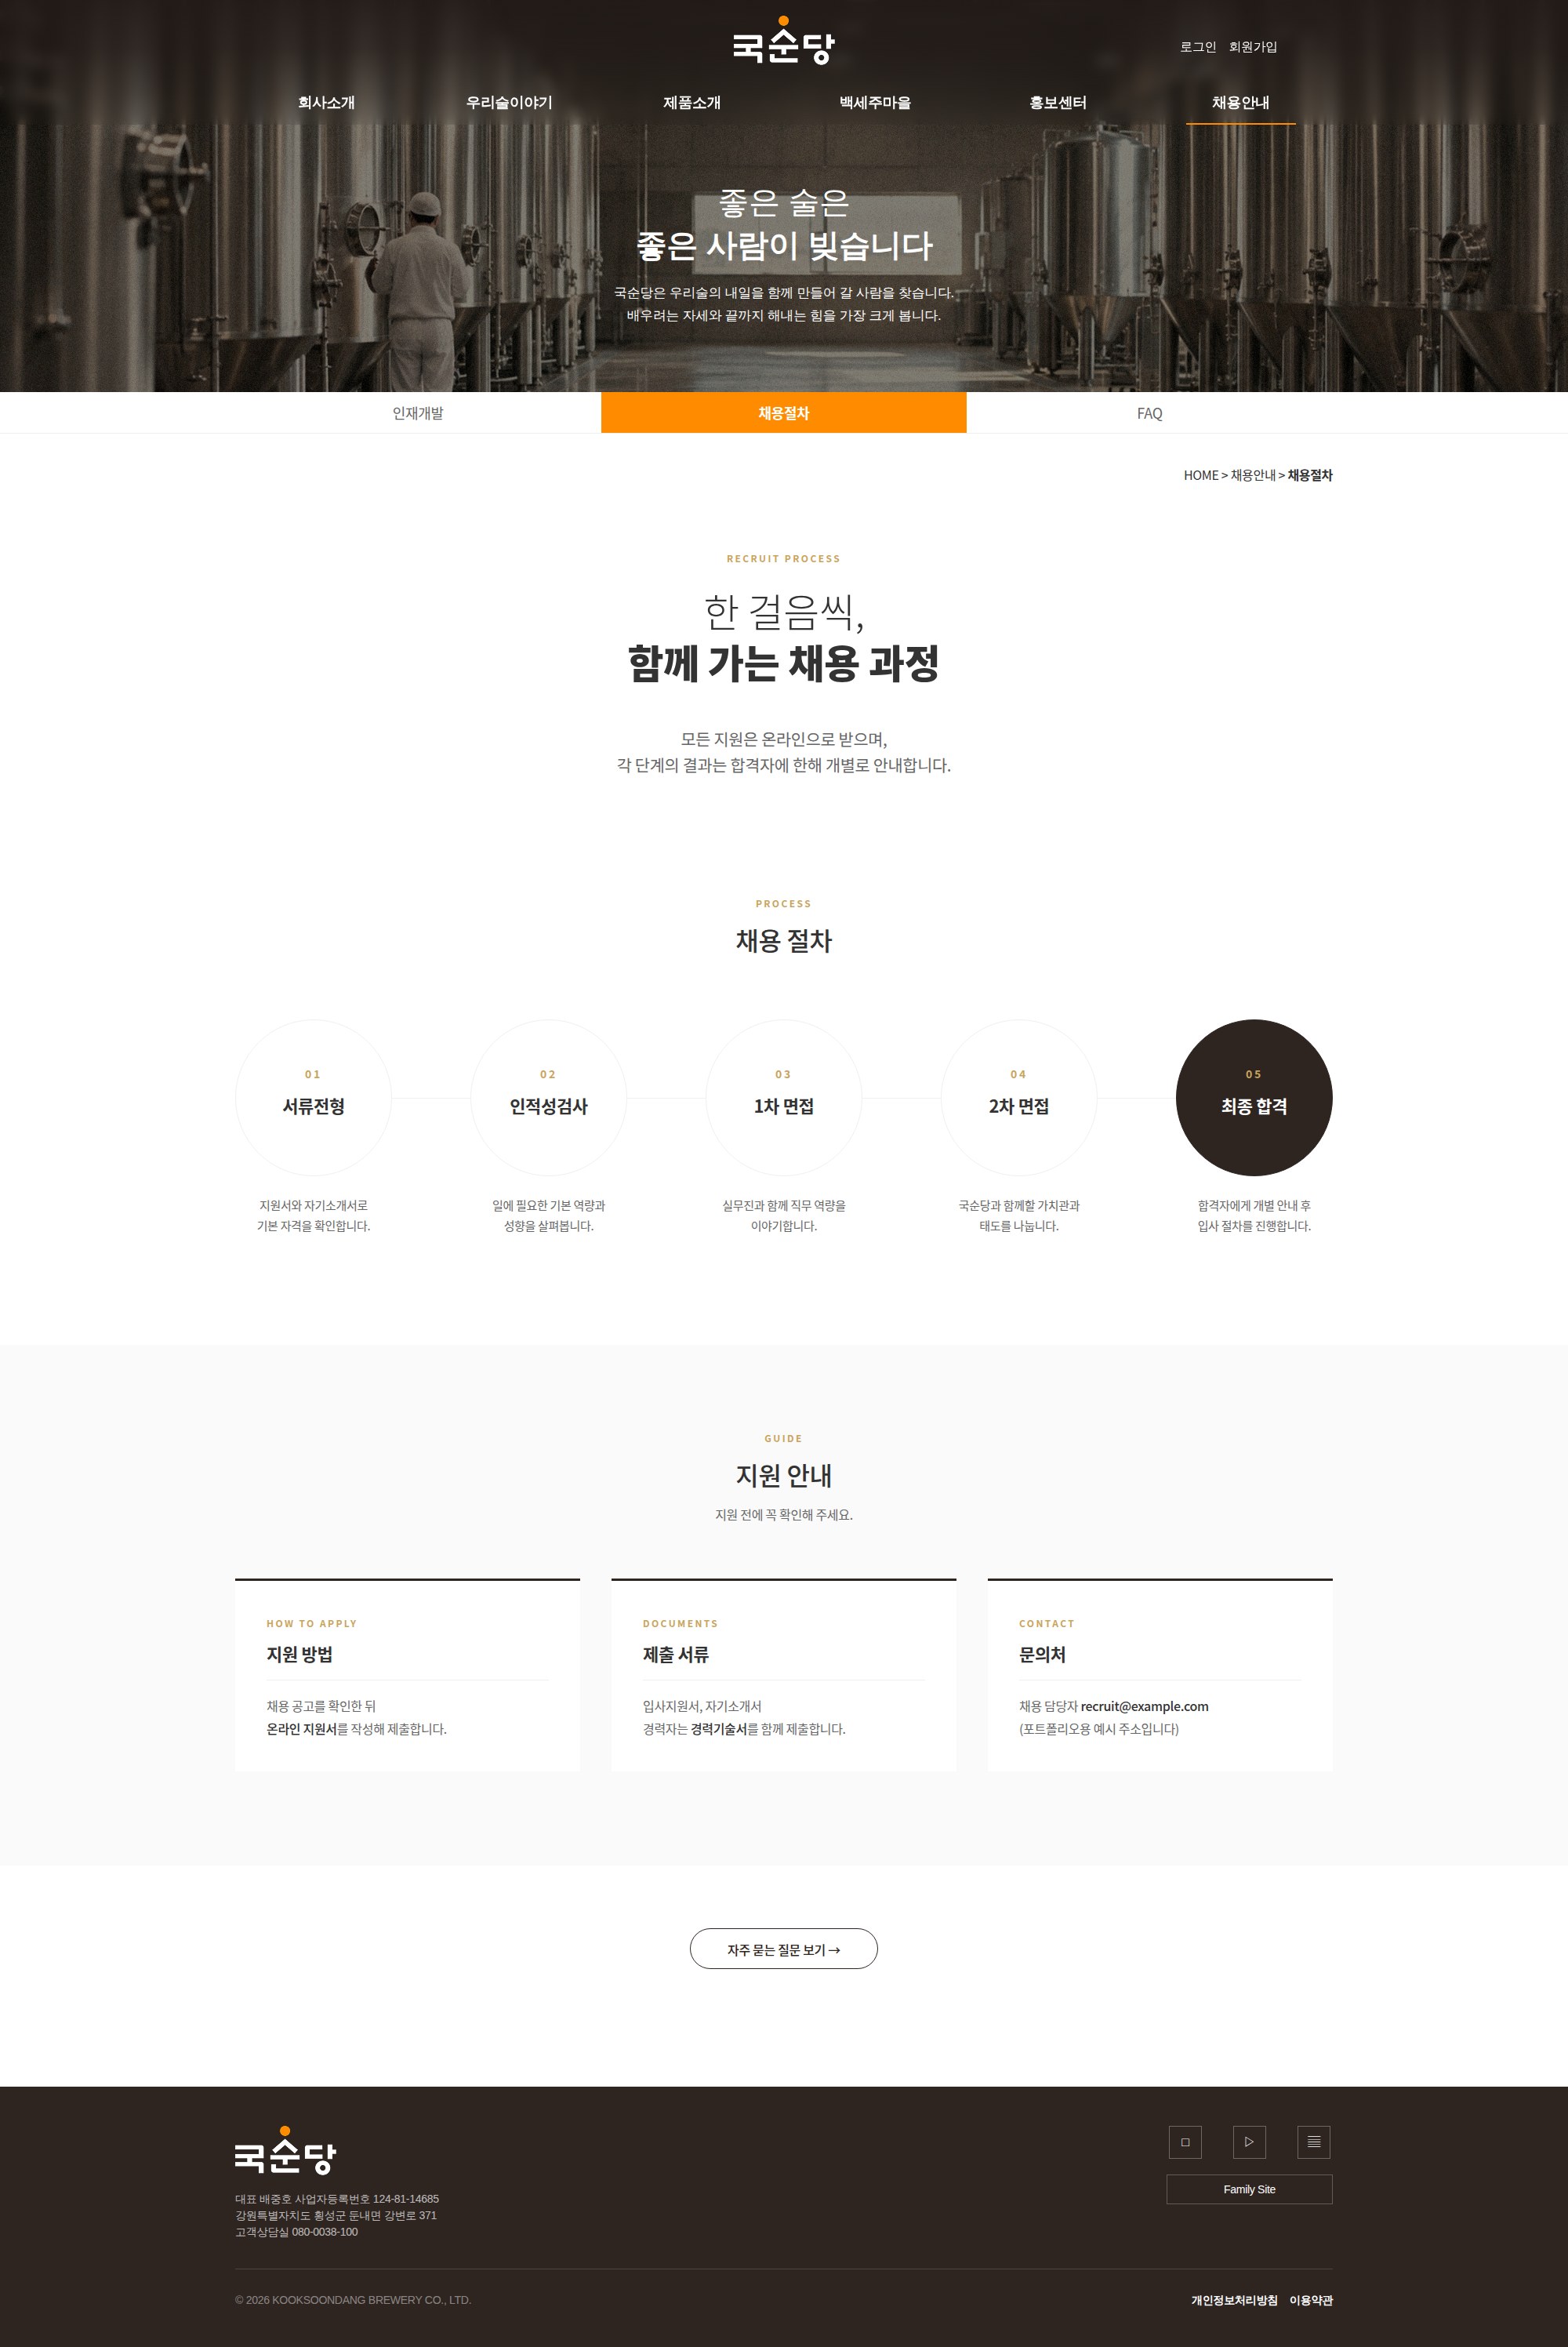 국순당
로그인 회원가입
회사소개 우리술이야기 제품소개 백세주마을 홍보센터 채용안내
좋은 술은
좋은 사람이 빚습니다
국순당은 우리술의 내일을 함께 만들어 갈 사람을 찾습니다.
배우려는 자세와 끝까지 해내는 힘을 가장 크게 봅니다.
인재개발 채용절차 FAQ
HOME > 채용안내 > 채용절차
RECRUIT PROCESS
한 걸음씩,
함께 가는 채용 과정
모든 지원은 온라인으로 받으며,
각 단계의 결과는 합격자에 한해 개별로 안내합니다.
PROCESS
채용 절차
01
서류전형
지원서와 자기소개서로
기본 자격을 확인합니다.
02
인적성검사
일에 필요한 기본 역량과
성향을 살펴봅니다.
03
1차 면접
실무진과 함께 직무 역량을
이야기합니다.
04
2차 면접
국순당과 함께할 가치관과
태도를 나눕니다.
05
최종 합격
합격자에게 개별 안내 후
입사 절차를 진행합니다.
GUIDE
지원 안내
지원 전에 꼭 확인해 주세요.
HOW TO APPLY
지원 방법
채용 공고를 확인한 뒤
온라인 지원서를 작성해 제출합니다.
DOCUMENTS
제출 서류
입사지원서, 자기소개서
경력자는 경력기술서를 함께 제출합니다.
CONTACT
문의처
채용 담당자 recruit@example.com
(포트폴리오용 예시 주소입니다)
자주 묻는 질문 보기 →
국순당
대표 배중호 사업자등록번호 124-81-14685
강원특별자치도 횡성군 둔내면 강변로 371
고객상담실 080-0038-100
Family Site
© 2026 KOOKSOONDANG BREWERY CO., LTD.
개인정보처리방침 이용약관